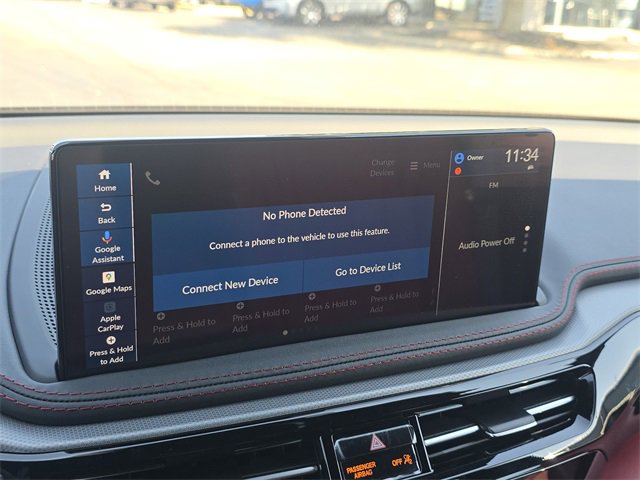 Home
Back
Google
Assistant
Google Maps
Apple
CarPlay
Press & Hold
to Add
Change
Devices
Menu
No Phone Detected
Connect a phone to the vehicle to use this feature.
Connect New Device
Go to Device List
Press & Hold to
Add
Press & Hold to
Add
Press & Hold to
Add
Press & Hold to
Add
Owner
11:34
FM
Audio Power Off
PASSENGER
AIRBAG
OFF